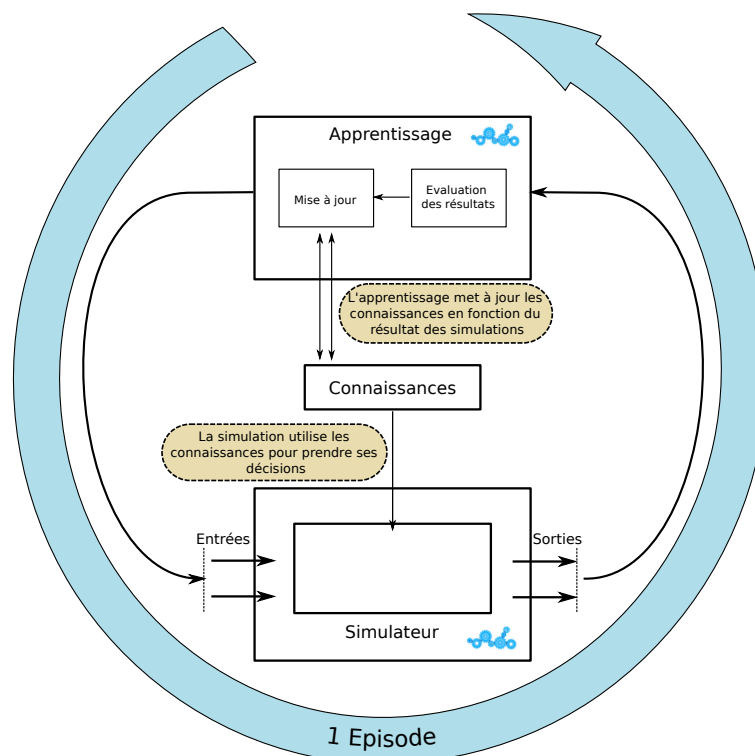 Apprentissage
Mise à jour
Evaluation
des résultats
L'apprentissage met à jour les
connaissances en fonction du
résultat des simulations
Connaissances
La simulation utilise les
connaissances pour prendre ses
décisions
Entrées
Sorties
Simulateur
1 Episode